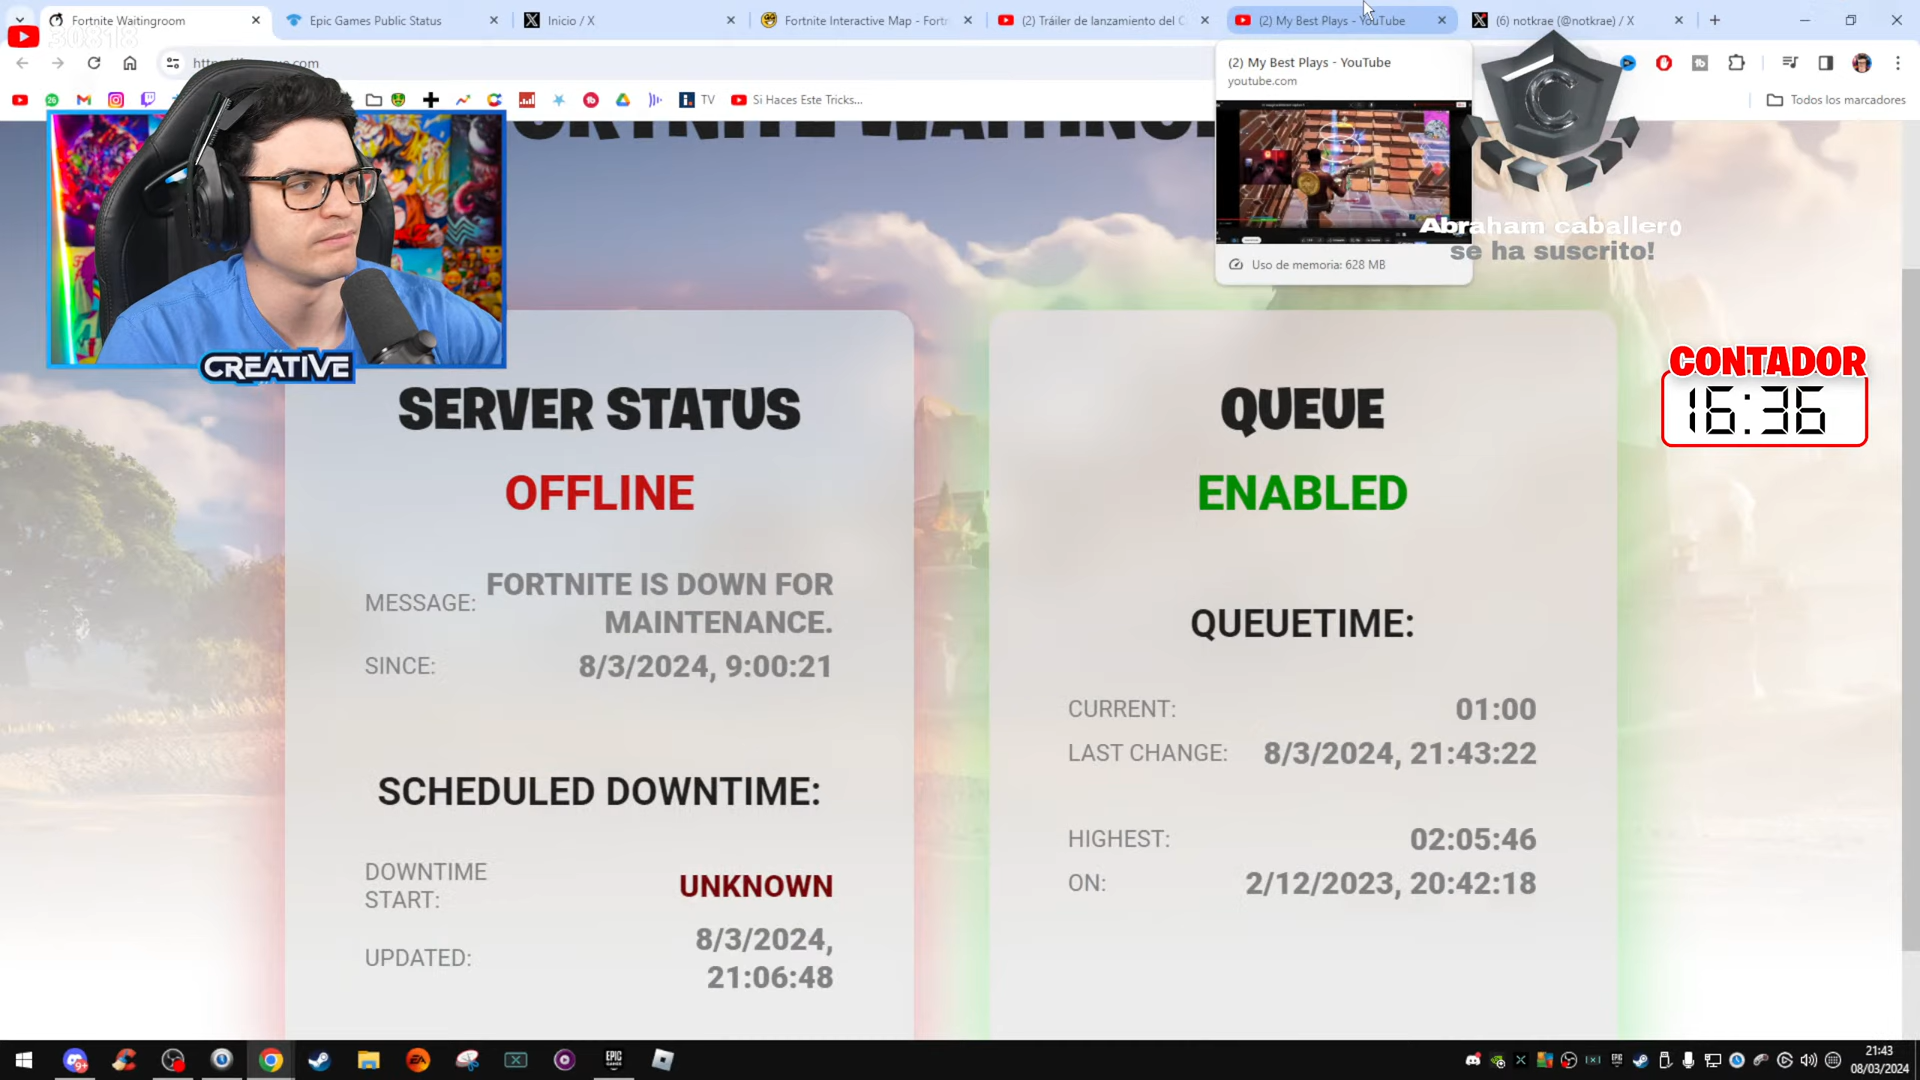 Fortnite Waitingroom
Epic Games Public Status
Inicio / X
Fortnite Interactive Map - Fortn
(2) Tráiler de lanzamiento del C
(2) My Best Plays - YouTube
(6) notkrae (@notkrae) / X
30818
(2) My Best Plays - YouTube
youtube.com
TV
Si Haces Este Tricks...
Todos los marcadores
Uso de memoria: 628 MB
C
Abraham caballero
se ha suscrito!
CREATIVE
CONTADOR
16:36
SERVER STATUS
OFFLINE
MESSAGE: FORTNITE IS DOWN FOR
MAINTENANCE.
SINCE: 8/3/2024, 9:00:21
SCHEDULED DOWNTIME:
DOWNTIME
START: UNKNOWN
UPDATED: 8/3/2024,
21:06:48
QUEUE
ENABLED
QUEUETIME:
CURRENT: 01:00
LAST CHANGE: 8/3/2024, 21:43:22
HIGHEST: 02:05:46
ON: 2/12/2023, 20:42:18
21:43
08/03/2024